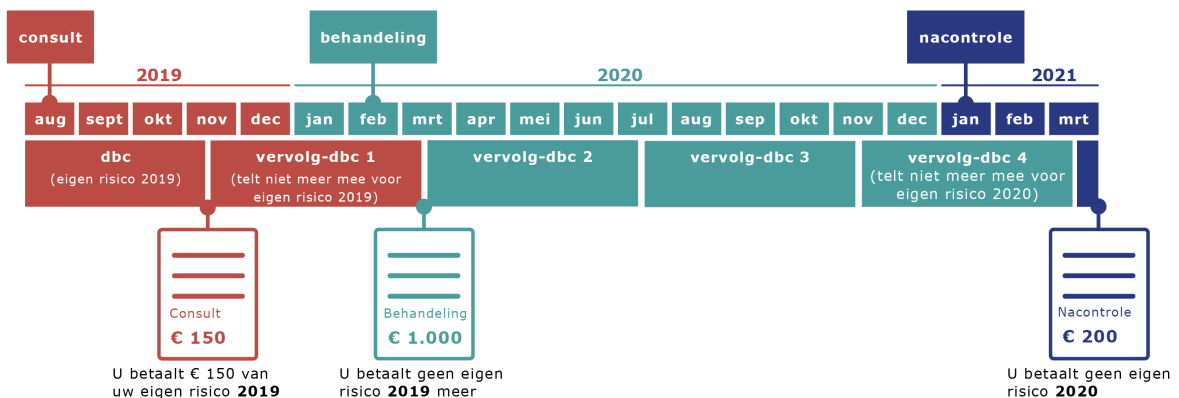 consult
behandeling
nacontrole
2019
2020
2021
aug sept okt nov dec jan feb mrt apr mei jun jul aug sep okt nov dec jan feb mrt
dbc
(eigen risico 2019)
vervolg-dbc 1
(telt niet meer mee voor
eigen risico 2019)
vervolg-dbc 2
vervolg-dbc 3
vervolg-dbc 4
(telt niet meer mee voor
eigen risico 2020)
Consult
€ 150
Behandeling
€ 1.000
Nacontrole
€ 200
U betaalt € 150 van
uw eigen risico 2019
U betaalt geen eigen
risico 2019 meer
U betaalt geen eigen
risico 2020